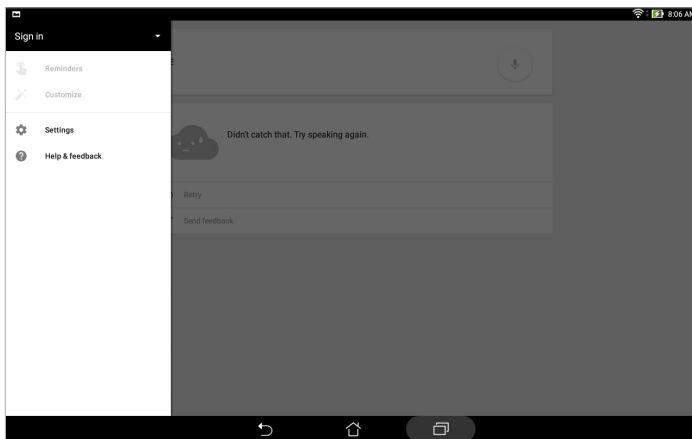 8:06 AM
Sign in
Reminders
Customize
Settings
Help & feedback
Didn't catch that. Try speaking again.
Retry
Send feedback